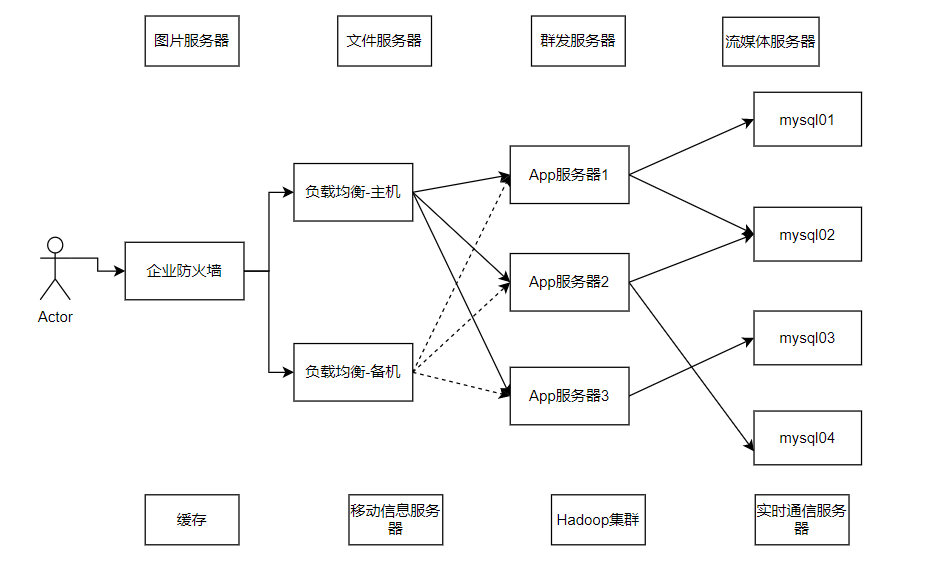 图片服务器
文件服务器
群发服务器
流媒体服务器
mysql01
App服务器1
负载均衡-主机
mysql02
企业防火墙
App服务器2
Actor
mysql03
负载均衡-备机
App服务器3
mysql04
缓存
移动信息服务
器
Hadoop集群
实时通信服务
器